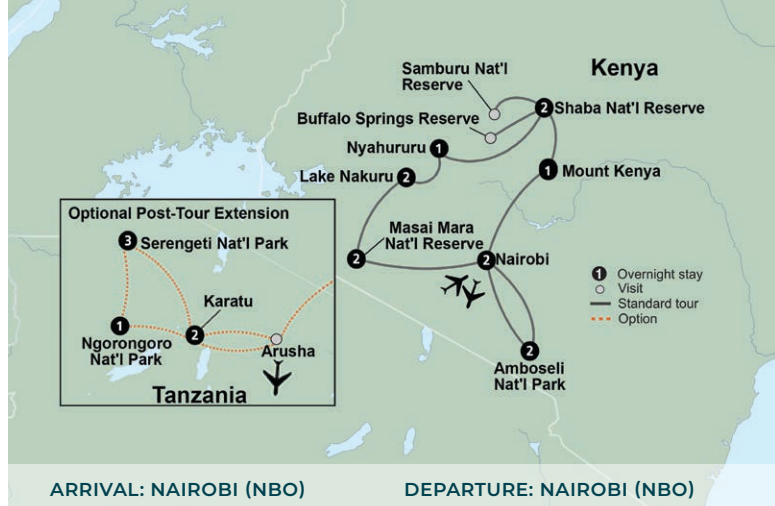 Kenya
Samburu Nat'l
Reserve
2
Shaba Nat'l Reserve
Buffalo Springs Reserve
Nyahururu
1
Lake Nakuru
2
1
Mount Kenya
Masai Mara
Nat'l Reserve
2
2
Nairobi
1 Overnight stay
Visit
Standard tour
Option
2
Amboseli
Nat'l Park
Optional Post-Tour Extension
3
Serengeti Nat'l Park
Karatu
2
1
Ngorongoro
Nat'l Park
Arusha
Tanzania
ARRIVAL: NAIROBI (NBO)
DEPARTURE: NAIROBI (NBO)